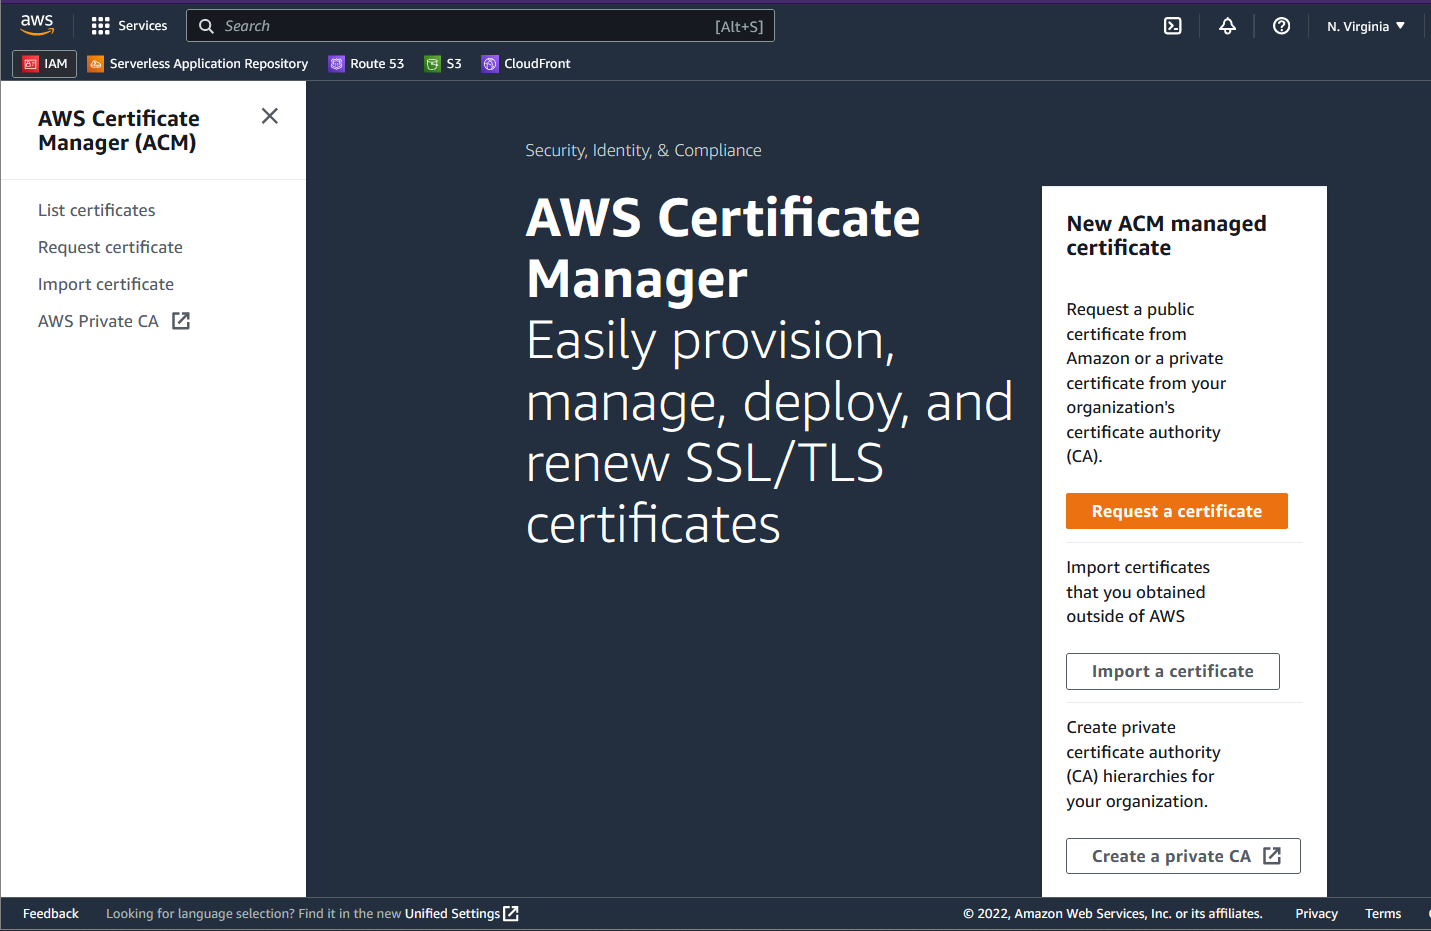 aws
Services
Search
[Alt+S]
N. Virginia
IAM
Serverless Application Repository
Route 53
S3
CloudFront
AWS Certificate
Manager (ACM)
List certificates
Request certificate
Import certificate
AWS Private CA
Security, Identity, & Compliance
AWS Certificate
Manager
Easily provision,
manage, deploy, and
renew SSL/TLS
certificates
New ACM managed
certificate
Request a public
certificate from
Amazon or a private
certificate from your
organization's
certificate authority
(CA).
Request a certificate
Import certificates
that you obtained
outside of AWS
Import a certificate
Create private
certificate authority
(CA) hierarchies for
your organization.
Create a private CA
Feedback
Looking for language selection? Find it in the new Unified Settings
© 2022, Amazon Web Services, Inc. or its affiliates.
Privacy
Terms